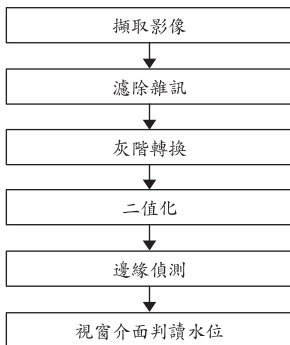 擷取影像
濾除雜訊
灰階轉換
二值化
邊緣偵測
視窗介面判讀水位